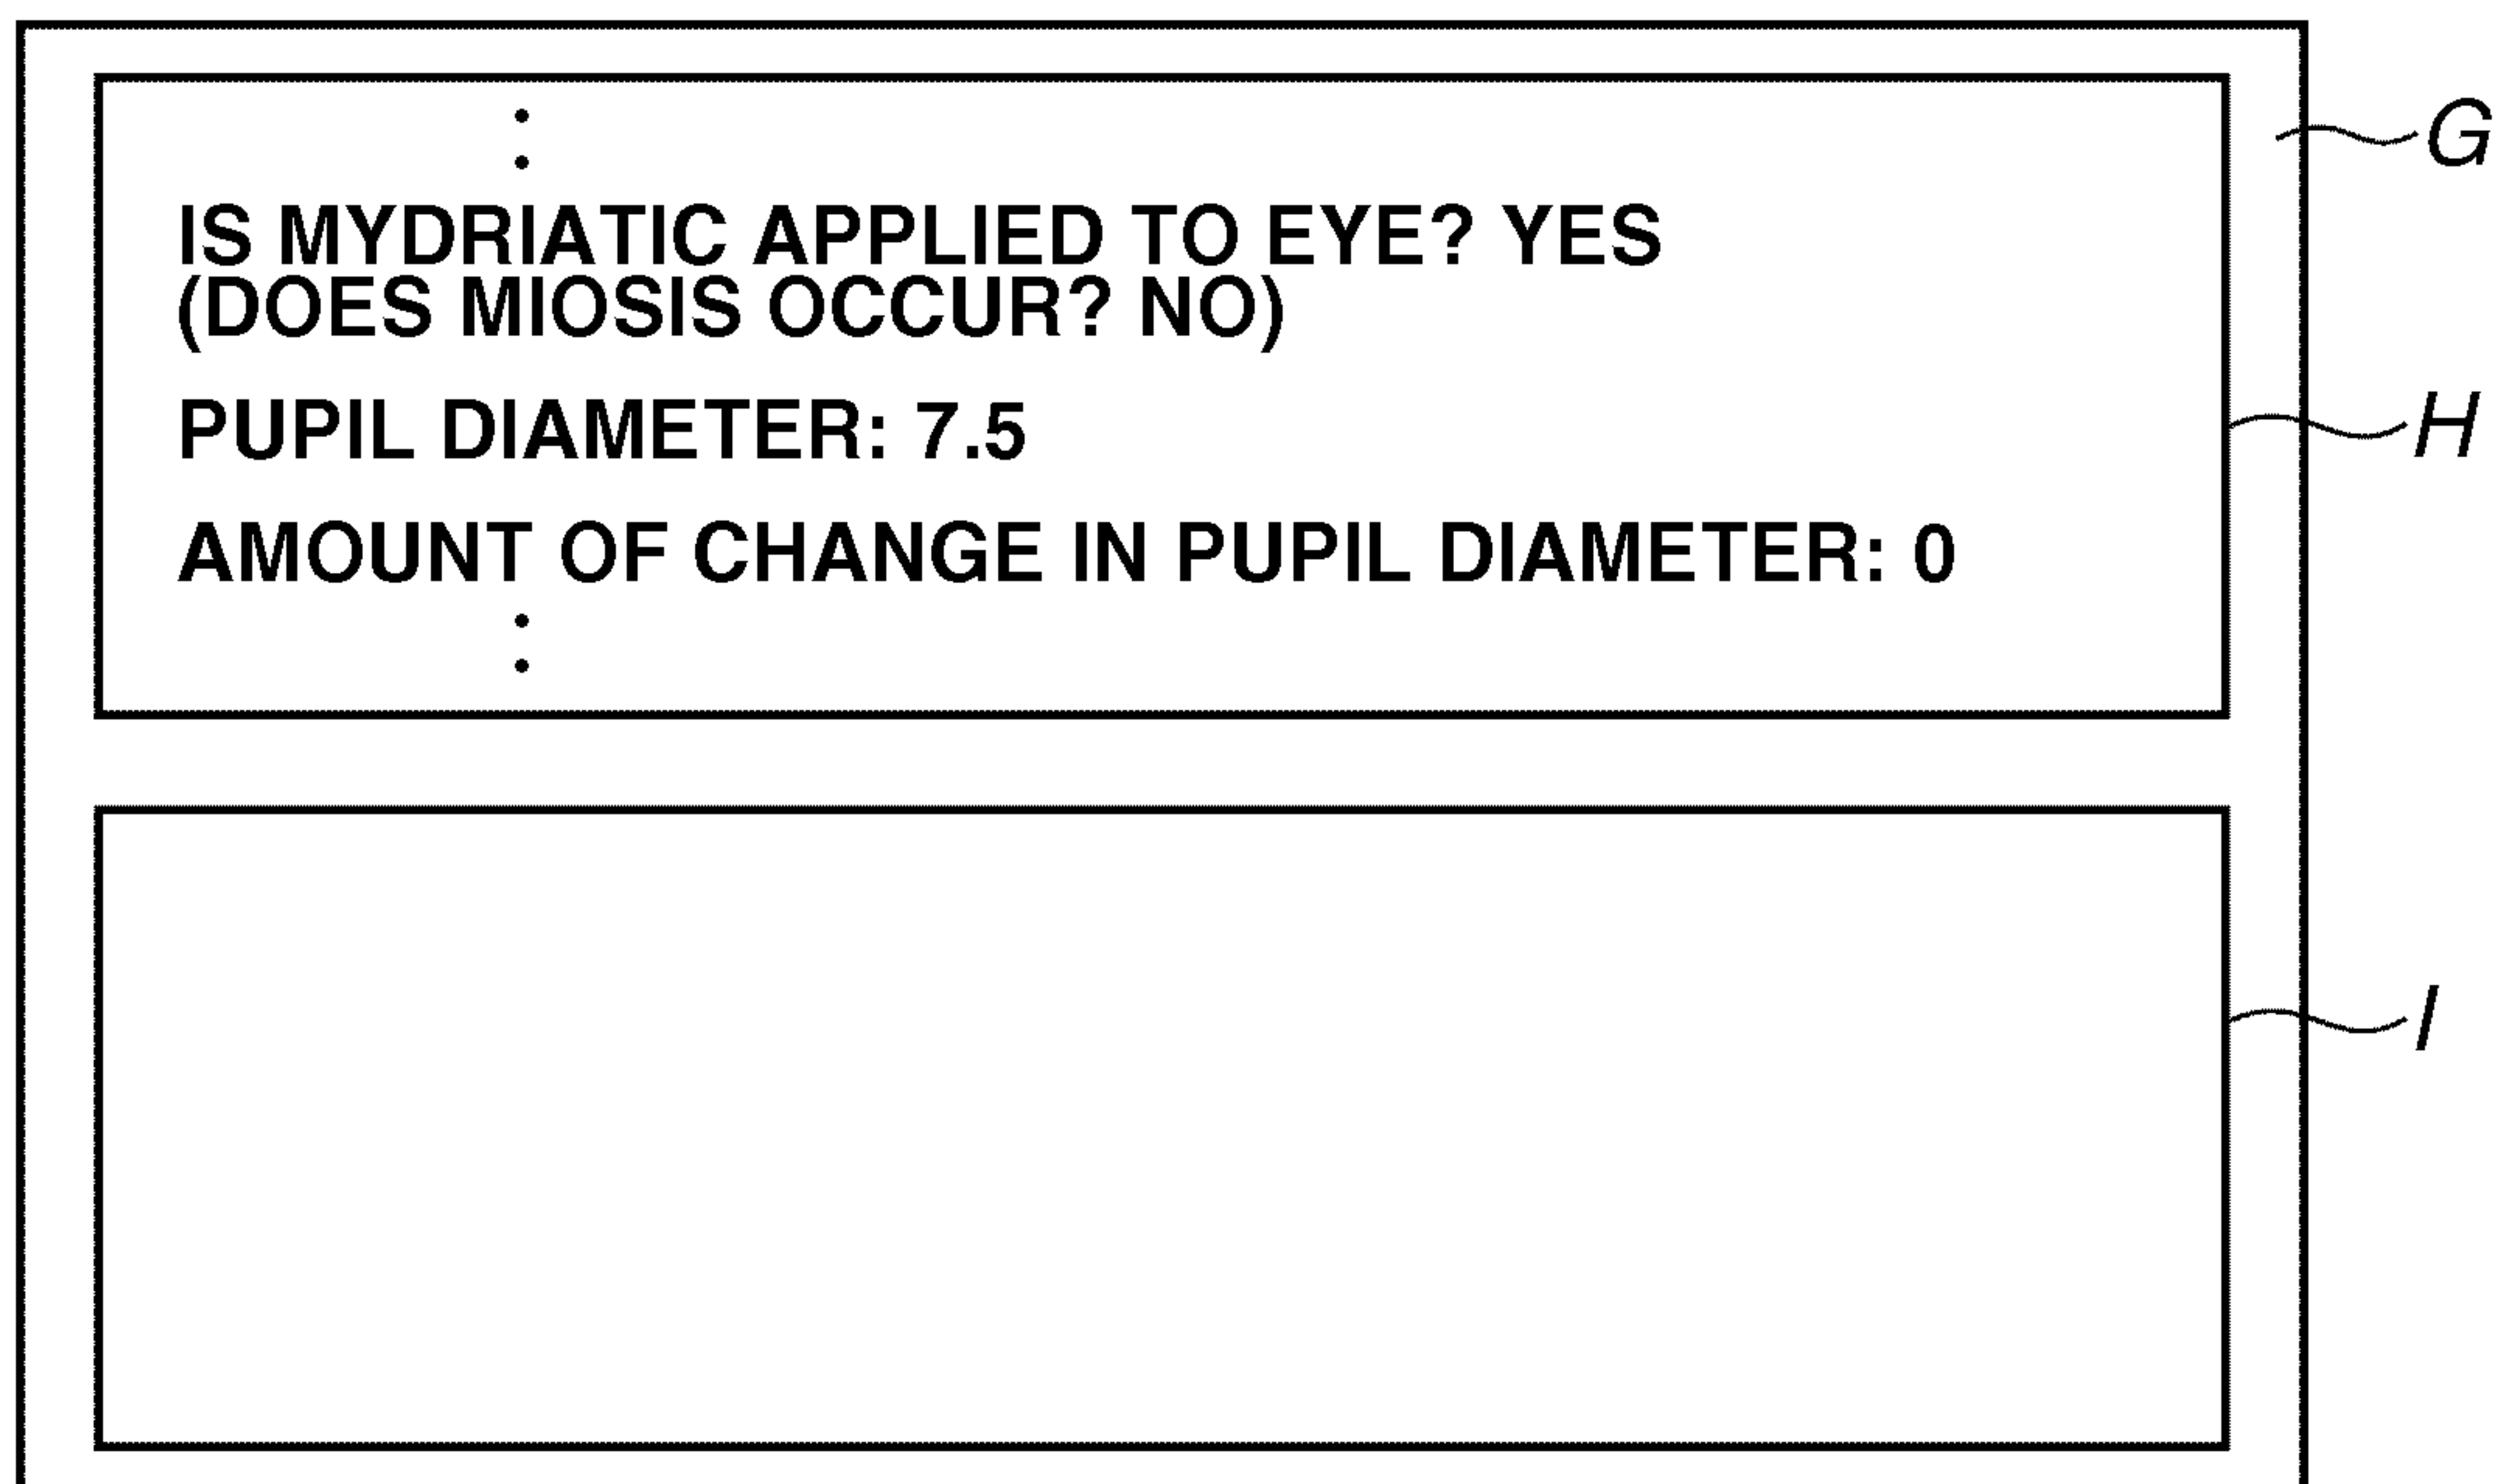 G
IS MYDRIATIC APPLIED TO EYE? YES
(DOES MIOSIS OCCUR? NO)
PUPIL DIAMETER: 7.5
H
AMOUNT OF CHANGE IN PUPIL DIAMETER: 0
I